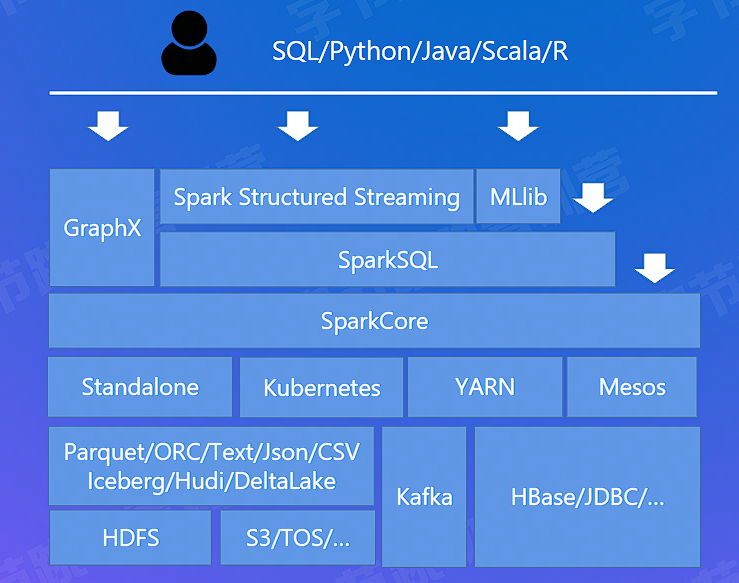 SQL/Python/Java/Scala/R
GraphX
Spark Structured Streaming
MLlib
SparkSQL
SparkCore
Standalone
Kubernetes
YARN
Mesos
Parquet/ORC/Text/Json/CSV
Iceberg/Hudi/DeltaLake
Kafka
HBase/JDBC/...
HDFS
S3/TOS/...